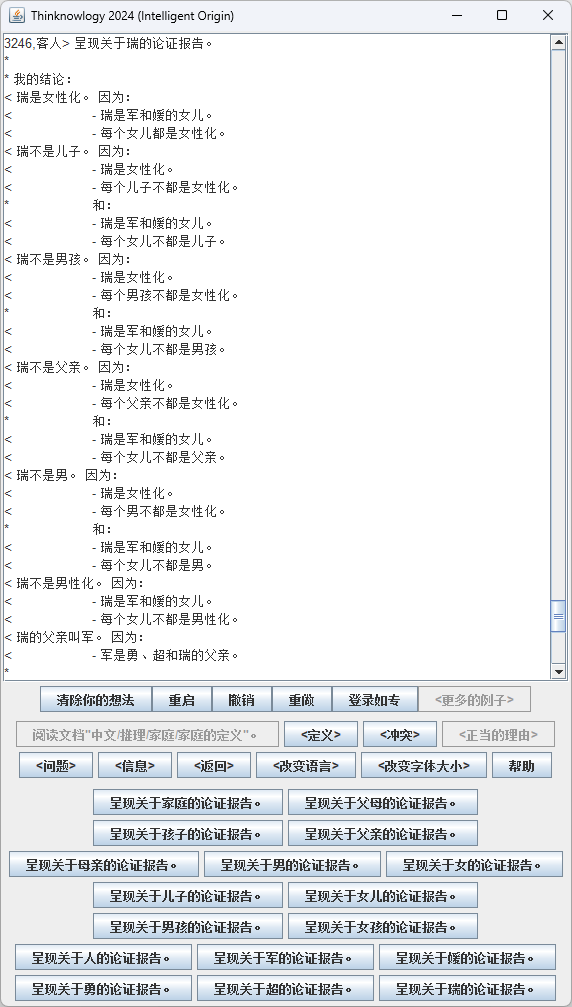 Thinknowlogy 2024 (Intelligent Origin)
3246,客人> 呈现关于瑞的论证报告。
*
* 我的结论：
< 瑞是女性化。 因为：
< - 瑞是军和媛的女儿。
< - 每个女儿都是女性化。
< 瑞不是儿子。 因为：
< - 瑞是女性化。
< - 每个儿子不都是女性化。
* 和：
< - 瑞是军和媛的女儿。
< - 每个女儿不都是儿子。
< 瑞不是男孩。 因为：
< - 瑞是女性化。
< - 每个男孩不都是女性化。
* 和：
< - 瑞是军和媛的女儿。
< - 每个女儿不都是男孩。
< 瑞不是父亲。 因为：
< - 瑞是女性化。
< - 每个父亲不都是女性化。
* 和：
< - 瑞是军和媛的女儿。
< - 每个女儿不都是父亲。
< 瑞不是男。 因为：
< - 瑞是女性化。
< - 每个男不都是女性化。
* 和：
< - 瑞是军和媛的女儿。
< - 每个女儿不都是男。
< 瑞不是男性化。 因为：
< - 瑞是军和媛的女儿。
< - 每个女儿不都是男性化。
< 瑞的父亲叫军。 因为：
< - 军是勇、超和瑞的父亲。
*
清除你的想法 重启 撤销 重做 登录如专 <更多的例子>
阅读文档"中文/推理/家庭/家庭的定义"。 <定义> <冲突> <正当的理由>
<问题> <信息> <返回> <改变语言> <改变字体大小> 帮助
呈现关于家庭的论证报告。 呈现关于父母的论证报告。
呈现关于孩子的论证报告。 呈现关于父亲的论证报告。
呈现关于母亲的论证报告。 呈现关于男的论证报告。 呈现关于女的论证报告。
呈现关于儿子的论证报告。 呈现关于女儿的论证报告。
呈现关于男孩的论证报告。 呈现关于女孩的论证报告。
呈现关于人的论证报告。 呈现关于军的论证报告。 呈现关于媛的论证报告。
呈现关于勇的论证报告。 呈现关于超的论证报告。 呈现关于瑞的论证报告。